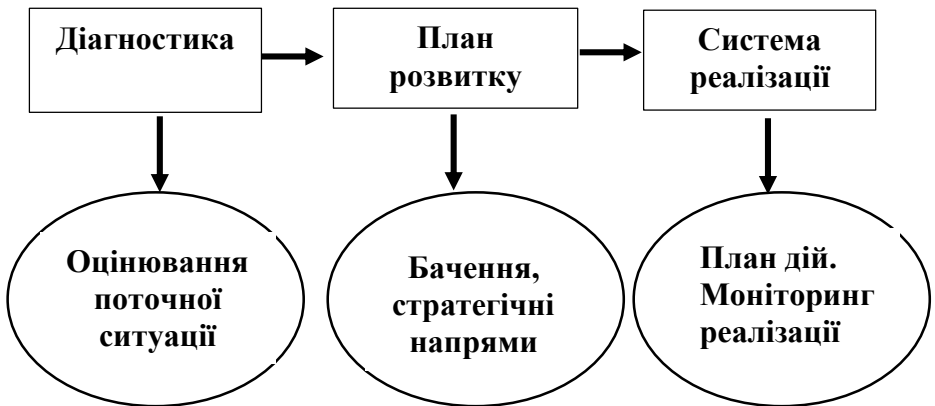 Діагностика
План
розвитку
Система
реалізації
Оцінювання
поточної
ситуації
Бачення,
стратегічні
напрями
План дій.
Моніторинг
реалізації